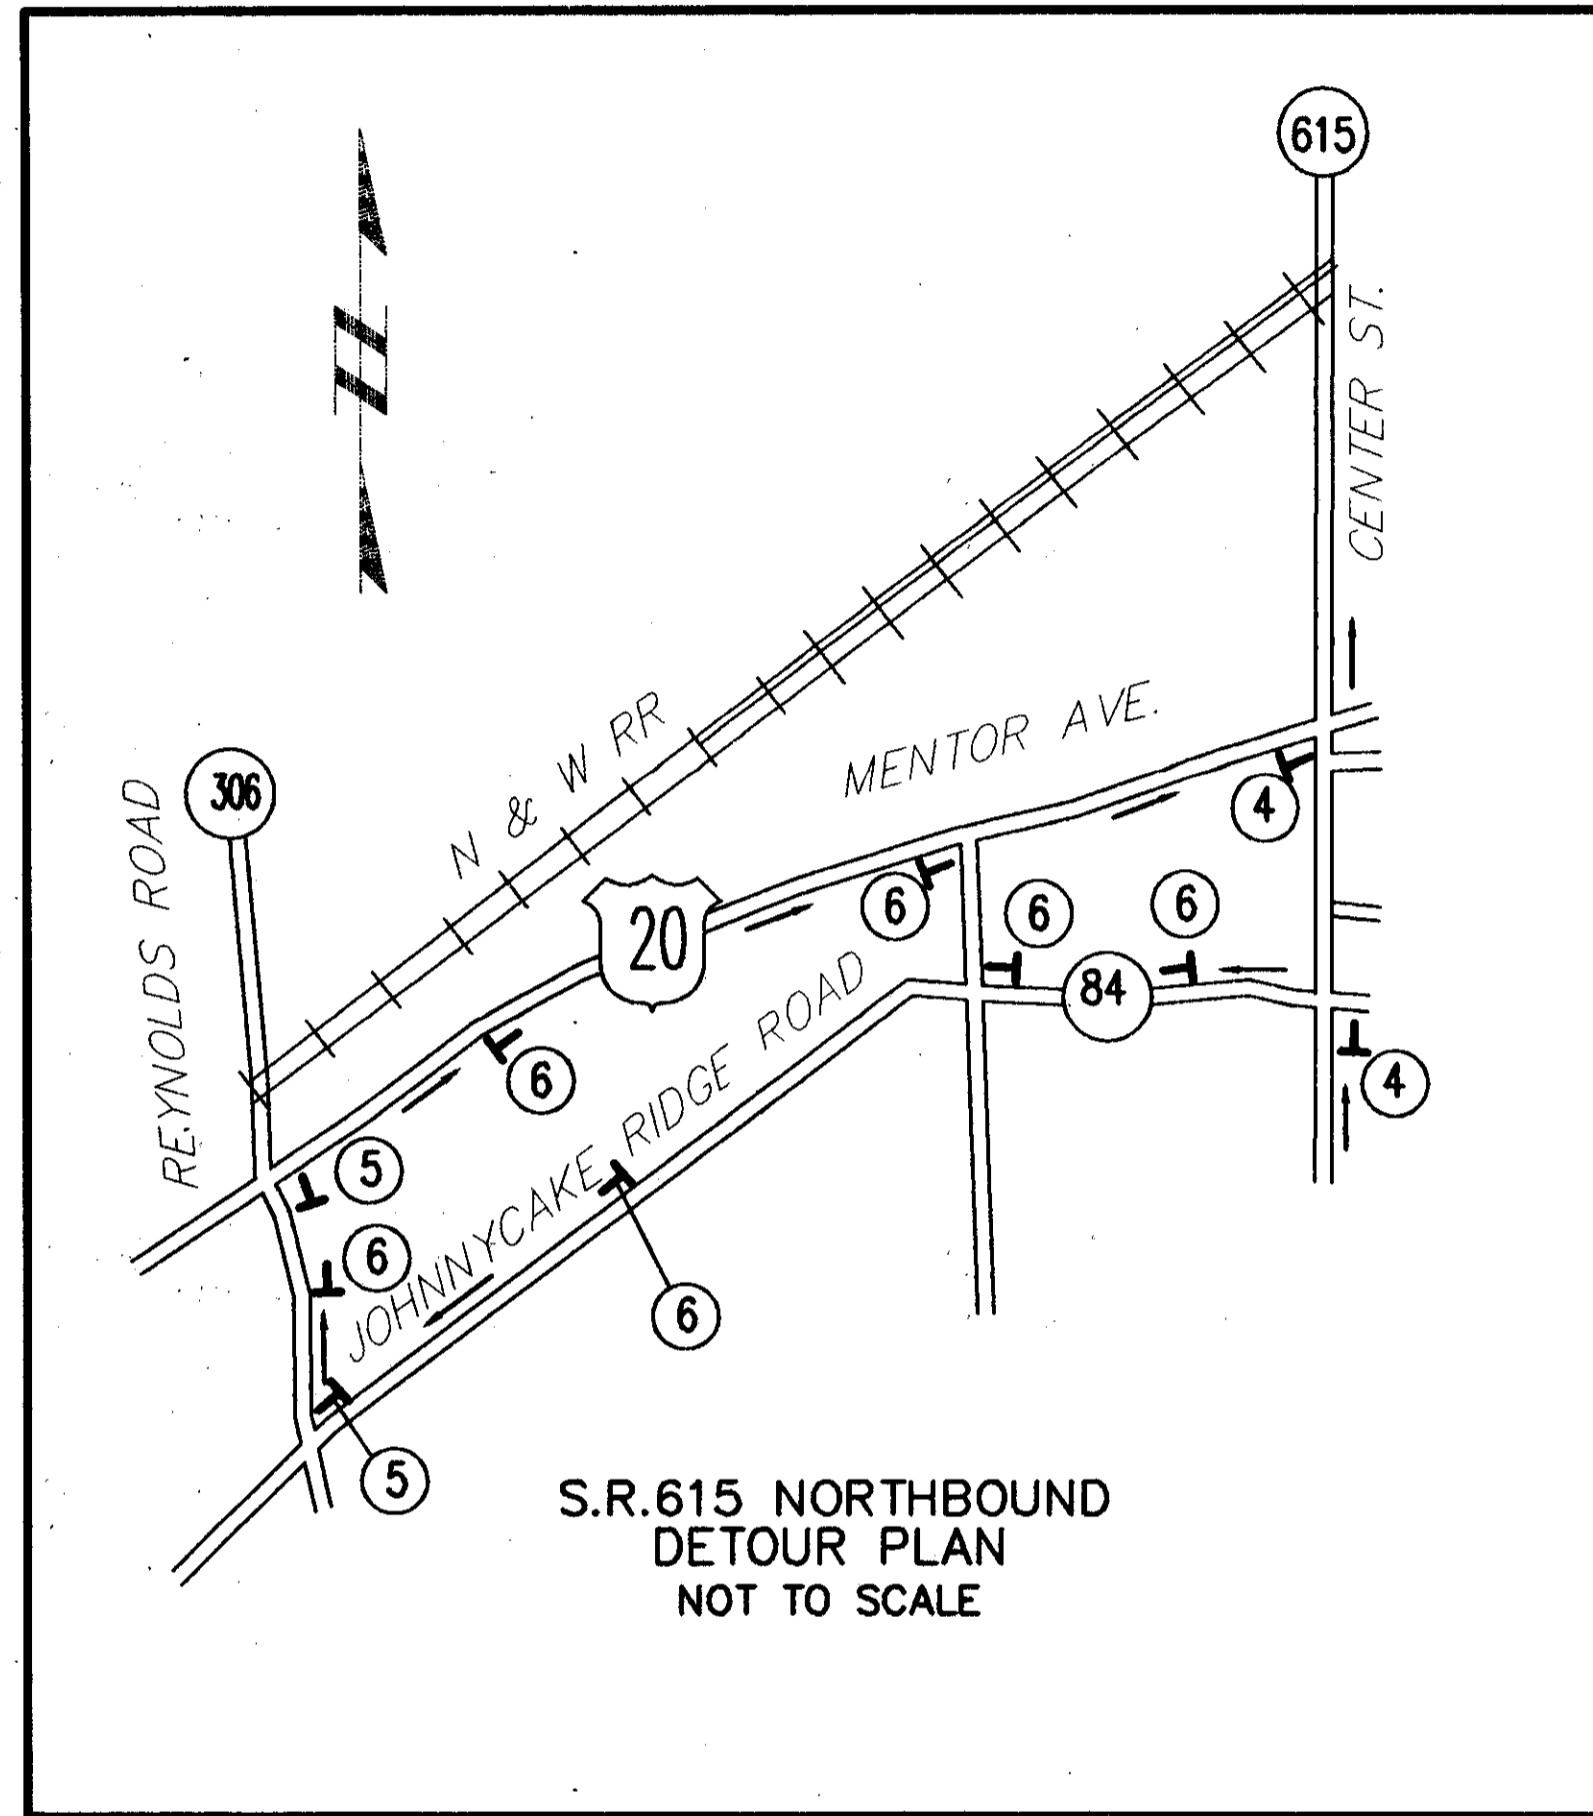 615
CENTER ST.
N & W RR
306
REYNOLDS ROAD
MENTOR AVE.
4
6
6
6
20
84
JOHNNYCAKE RIDGE ROAD
6
4
5
6
6
5
S.R.615 NORTHBOUND
DETOUR PLAN
NOT TO SCALE
N